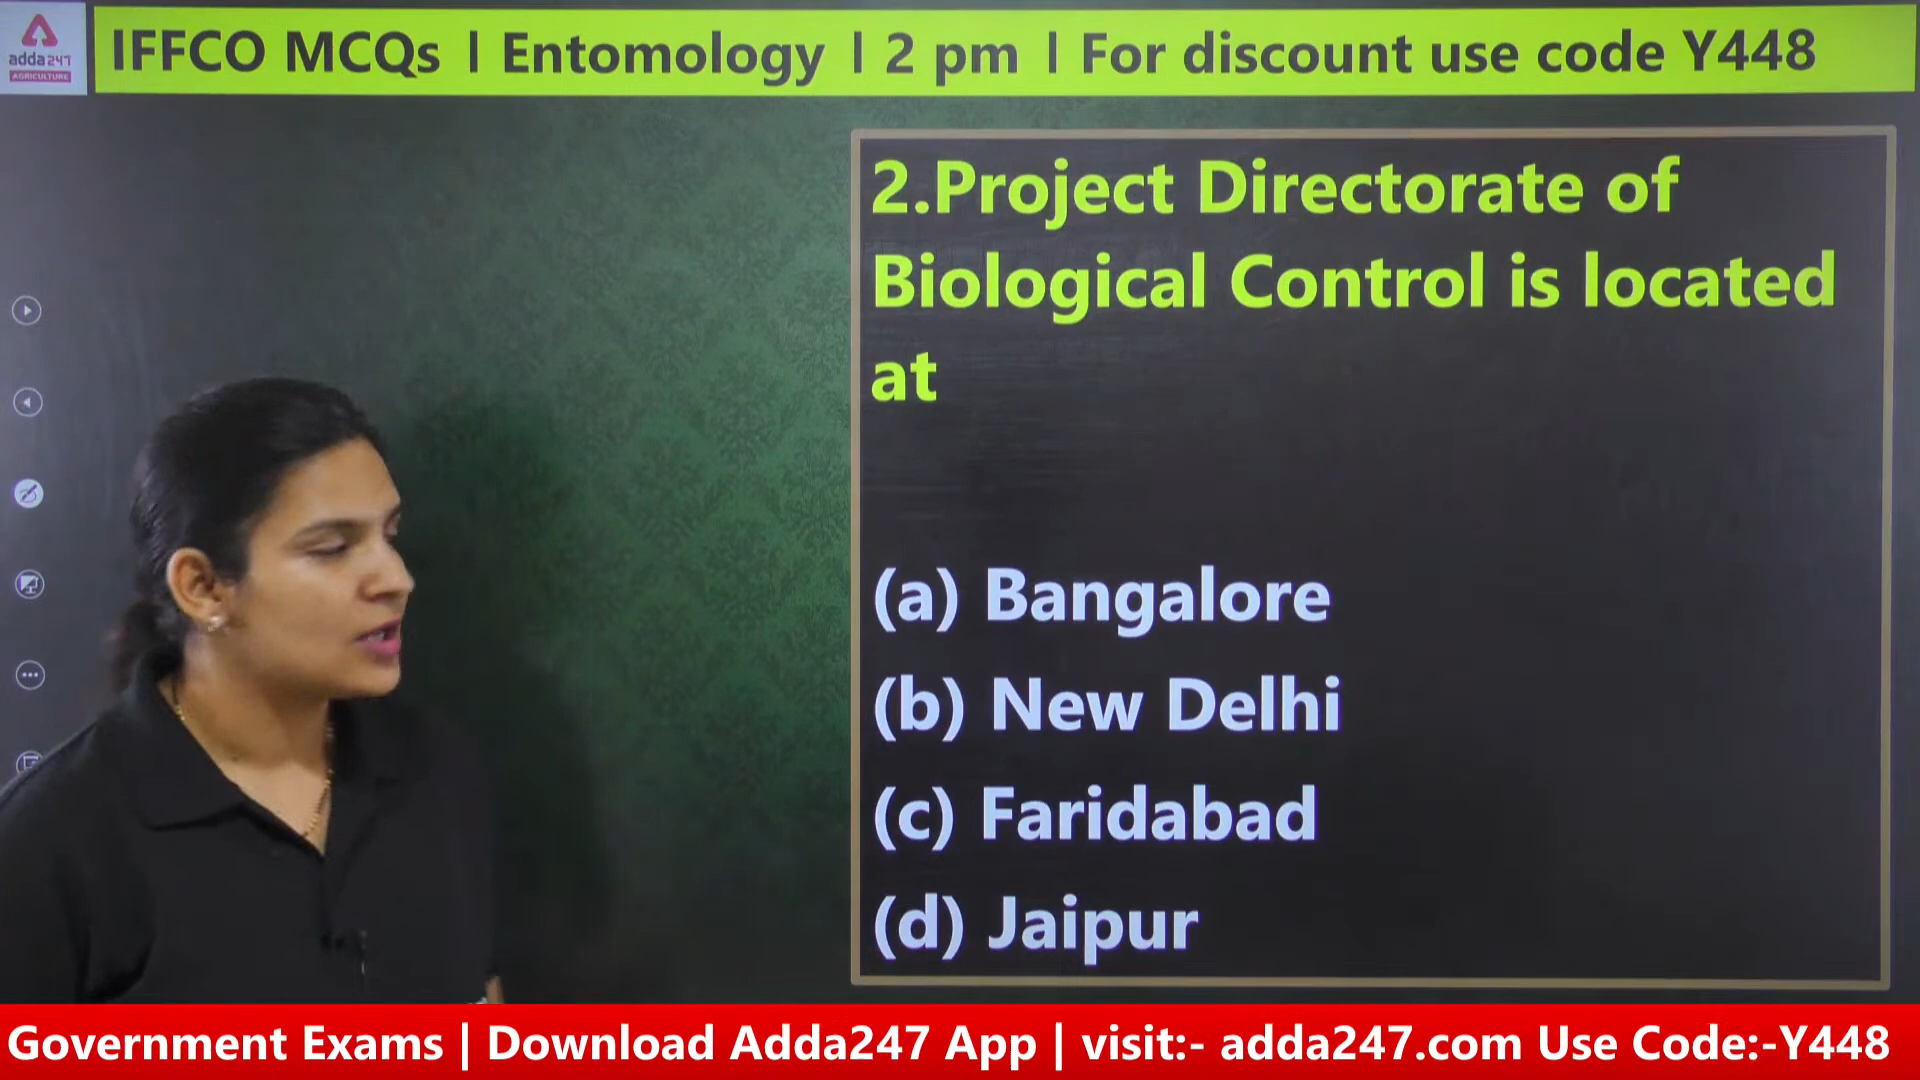 adda247
AGRICULTURE
IFFCO MCQs I Entomology I 2 pm I For discount use code Y448
2.Project Directorate of
Biological Control is located
at
(a) Bangalore
(b) New Delhi
(c) Faridabad
(d) Jaipur
Government Exams | Download Adda247 App | visit:- adda247.com Use Code:-Y448